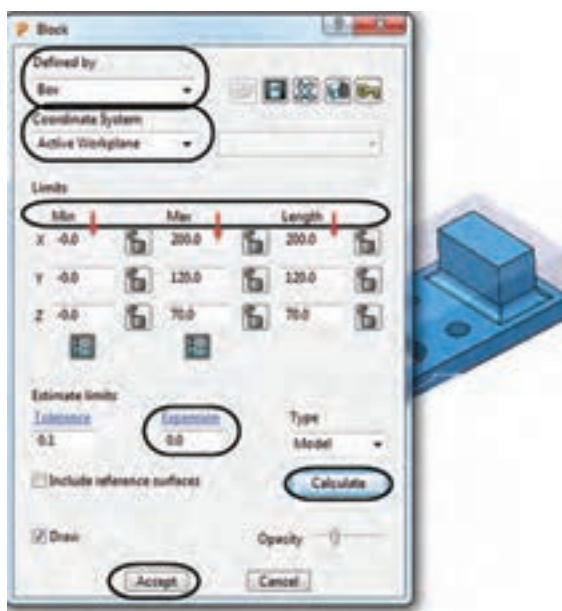 Block
Defined by
Box
Coordinate System
Active Workplane
Limits
Min Max Length
X -0.0 200.0 200.0
Y -0.0 120.0 120.0
Z -0.0 70.0 70.0
Estimate limits
Tolerance Expansion Type
0.1 0.0 Model
Include reference surfaces Calculate
Draw Opacity
Accept Cancel